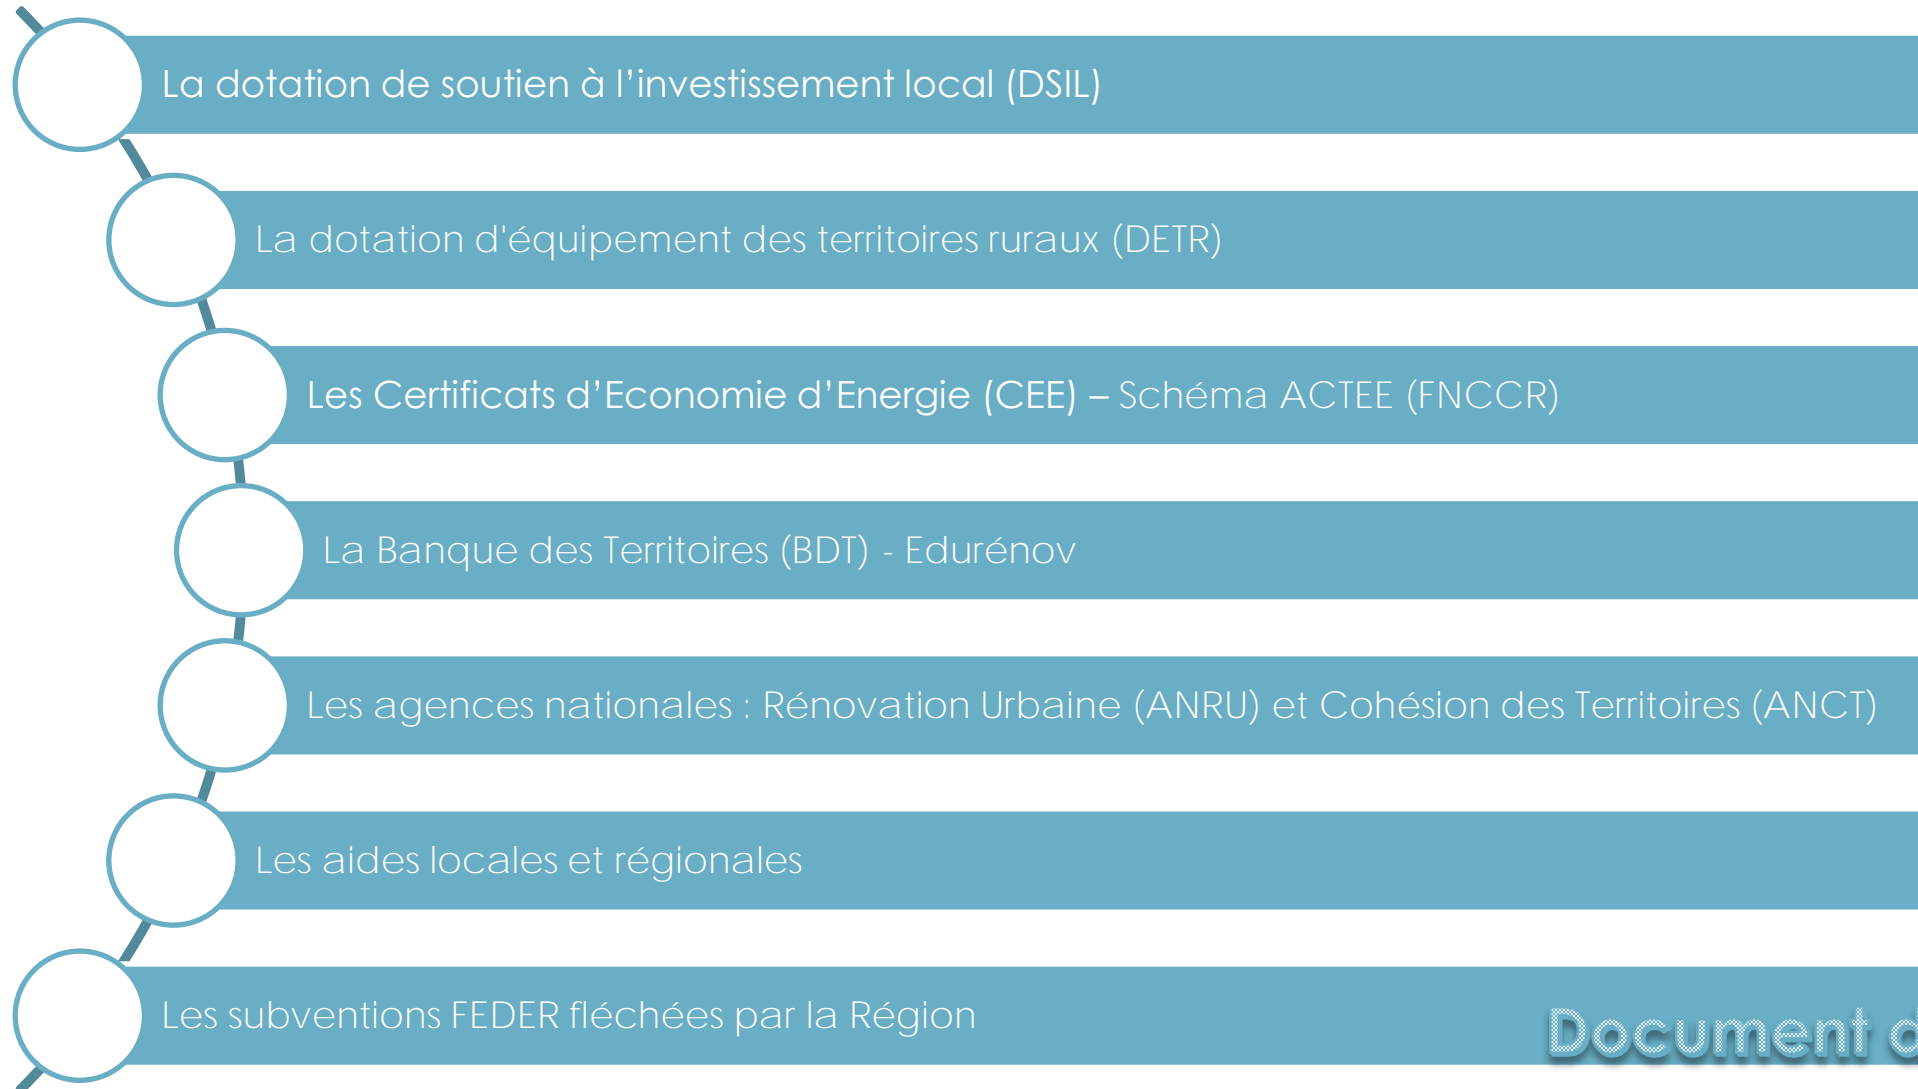 La dotation de soutien à l’investissement local (DSIL)
La dotation d'équipement des territoires ruraux (DETR)
Les Certificats d’Economie d’Energie (CEE) – Schéma ACTEE (FNCCR)
La Banque des Territoires (BDT) - Edurénov
Les agences nationales : Rénovation Urbaine (ANRU) et Cohésion des Territoires (ANCT)
Les aides locales et régionales
Les subventions FEDER fléchées par la Région
Document